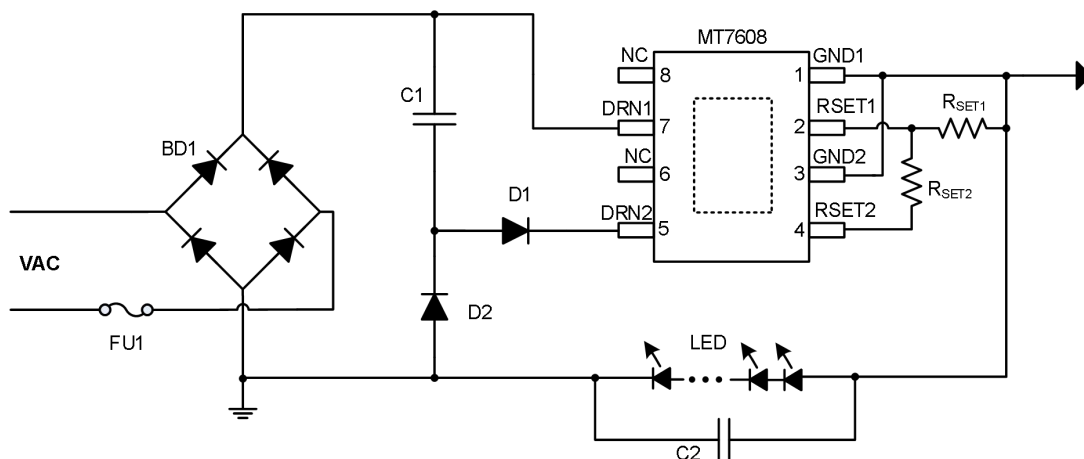 MT7608
NC
8
1
GND1
C1
DRN1
7
2
RSET1
RSET1
BD1
NC
6
3
GND2
RSET2
D1
DRN2
5
4
RSET2
VAC
D2
FU1
LED
C2